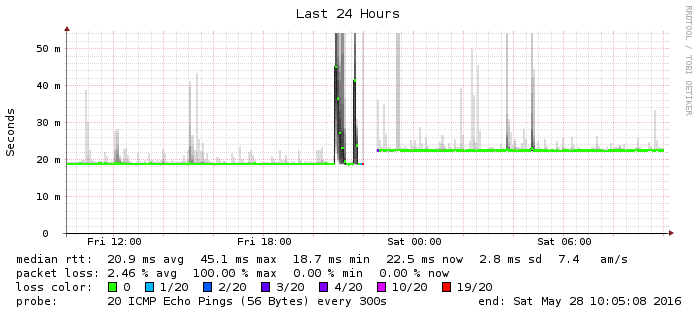 Last 24 Hours
RRDTOOL / TOBI OETIKER
Seconds
50 m
40 m
30 m
20 m
10 m
0
Fri 12:00 Fri 18:00 Sat 00:00 Sat 06:00
median rtt: 20.9 ms avg 45.1 ms max 18.7 ms min 22.5 ms now 2.8 ms sd 7.4 am/s
packet loss: 2.46 % avg 100.00 % max 0.00 % min 0.00 % now
loss color: 0 1/20 2/20 3/20 4/20 10/20 19/20
probe: 20 ICMP Echo Pings (56 Bytes) every 300s end: Sat May 28 10:05:08 2016